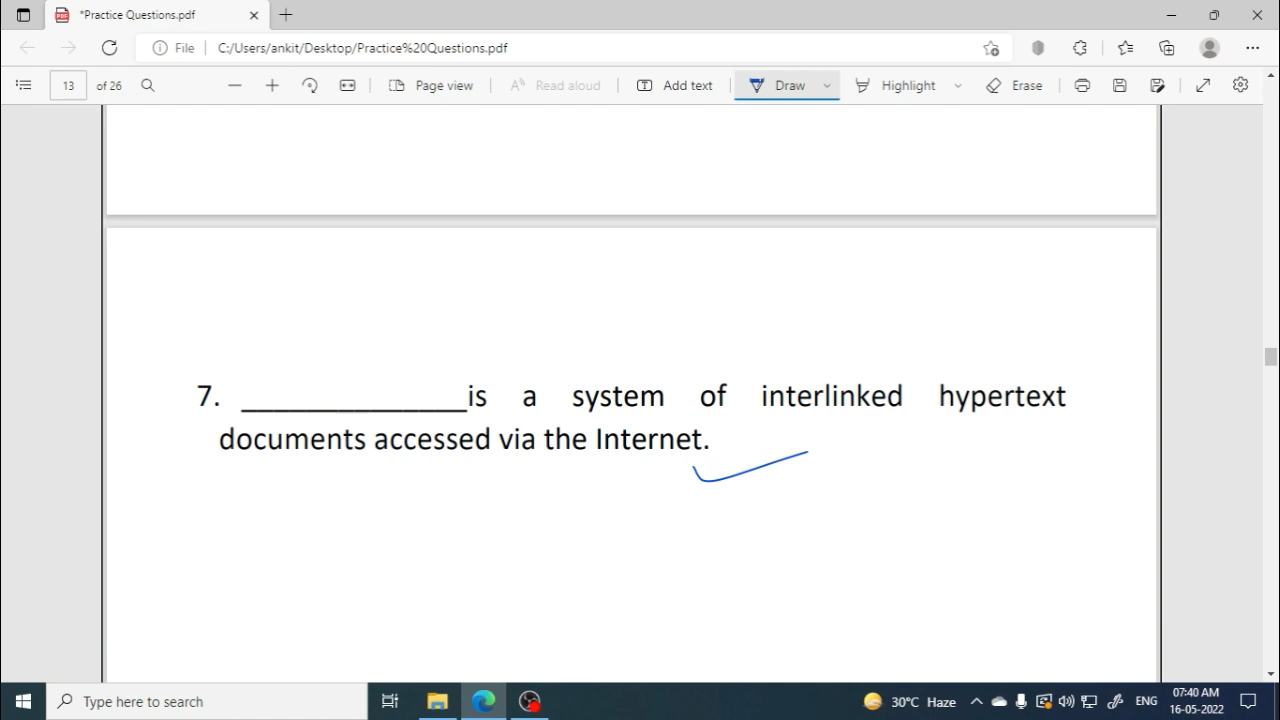 *Practice Questions.pdf
File C:/Users/ankit/Desktop/Practice%20Questions.pdf
13 of 26 Page view Read aloud Add text Draw Highlight Erase
7. ______________is a system of interlinked hypertext
documents accessed via the Internet.
Type here to search
30°C Haze ENG 07:40 AM
16-05-2022